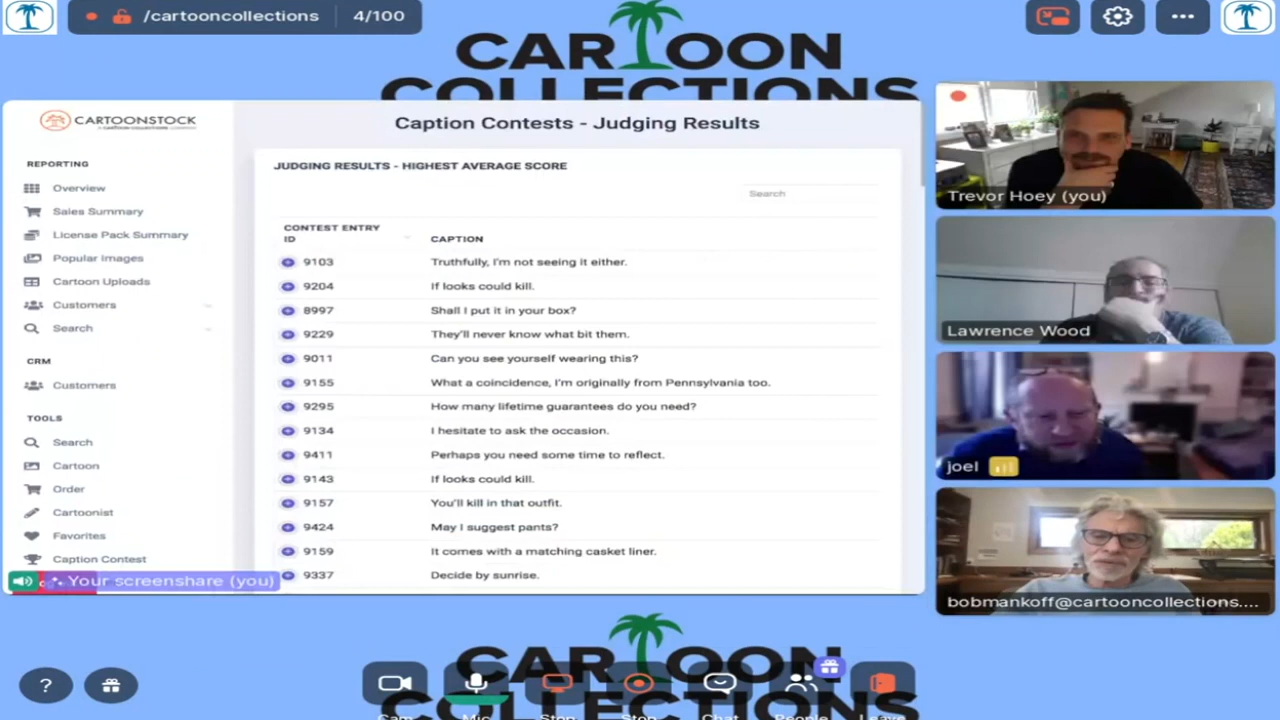 /cartooncollections 4/100
CARTOON
COLLECTIONS
CARTOONSTOCK
Caption Contests - Judging Results
REPORTING
Overview
Sales Summary
License Pack Summary
Popular Images
Cartoon Uploads
Customers
Search
CRM
Customers
TOOLS
Search
Cartoon
Order
Cartoonist
Favorites
Caption Contest
Your screenshare (you)
JUDGING RESULTS - HIGHEST AVERAGE SCORE
Search
CONTEST ENTRY
ID CAPTION
9103 Truthfully, I'm not seeing it either.
9204 If looks could kill.
8997 Shall I put it in your box?
9229 They'll never know what bit them.
9011 Can you see yourself wearing this?
9155 What a coincidence, I'm originally from Pennsylvania too.
9295 How many lifetime guarantees do you need?
9134 I hesitate to ask the occasion.
9411 Perhaps you need some time to reflect.
9143 If looks could kill.
9157 You'll kill in that outfit.
9424 May I suggest pants?
9159 It comes with a matching casket liner.
9337 Decide by sunrise.
Trevor Hoey (you)
Lawrence Wood
joel
bobmankoff@cartooncollections....
CARTOON
COLLECTIONS
?
Cam Mic Stop Stop Chat People Leave